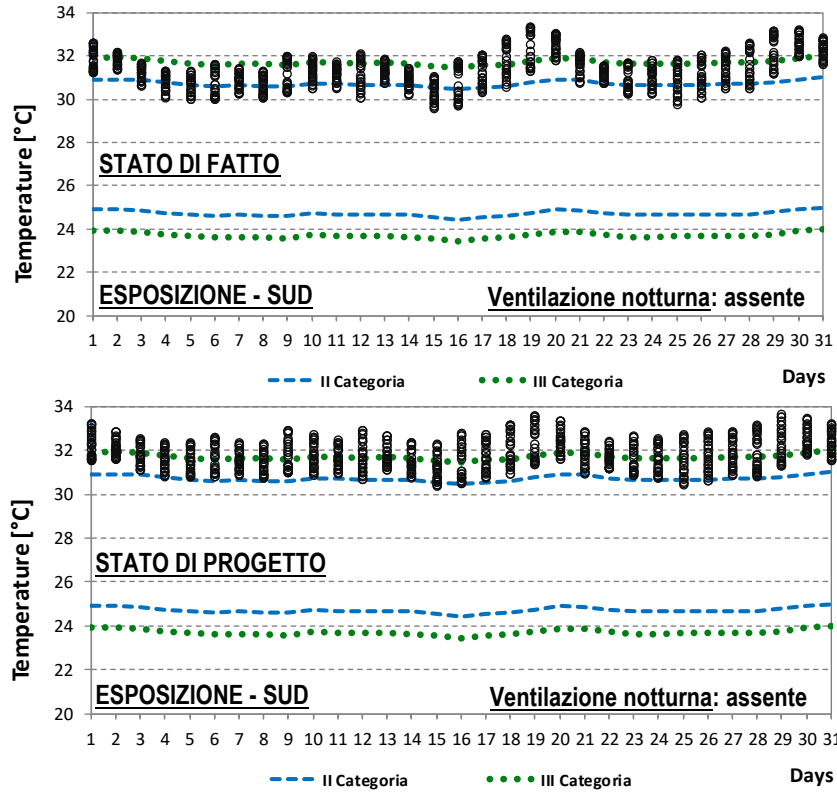 Temperature [°C]
34
32
30
28
26
24
22
20
STATO DI FATTO
ESPOSIZIONE - SUD
Ventilazione notturna: assente
1 2 3 4 5 6 7 8 9 10 11 12 13 14 15 16 17 18 19 20 21 22 23 24 25 26 27 28 29 30 31
II Categoria III Categoria Days
Temperature [°C]
34
32
30
28
26
24
22
20
STATO DI PROGETTO
ESPOSIZIONE - SUD
Ventilazione notturna: assente
1 2 3 4 5 6 7 8 9 10 11 12 13 14 15 16 17 18 19 20 21 22 23 24 25 26 27 28 29 30 31
II Categoria III Categoria Days